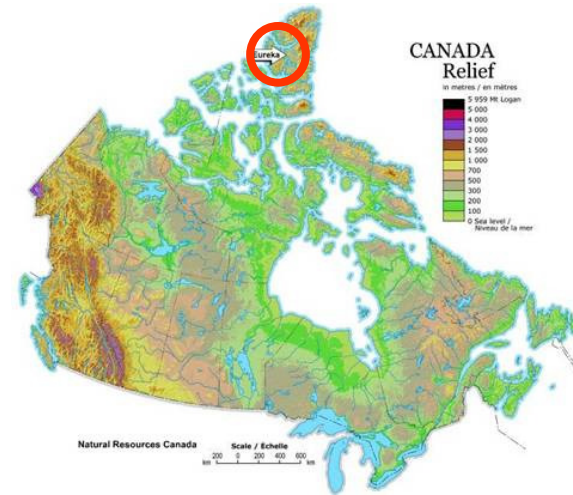 Eureka
CANADA
Relief
in metres / en mètres
5 959 Mt Logan
5 000
4 000
3 000
2 000
1 500
1 000
700
500
300
200
100
0 Sea level /
Niveau de la mer
Natural Resources Canada
Scale / Échelle
200 0 200 400 600
km km